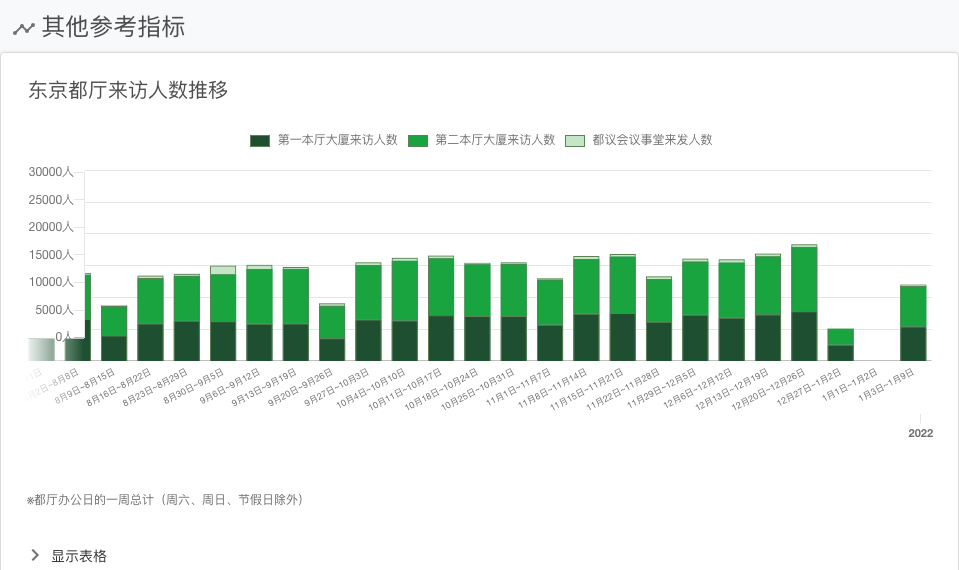 其他参考指标
东京都厅来访人数推移
第一本厅大厦来访人数 第二本厅大厦来访人数 都议会议事堂来发人数
30000人
25000人
20000人
15000人
10000人
5000人
0人
8月9日~8月15日
8月16日~8月22日
8月23日~8月29日
8月30日~9月5日
9月6日~9月12日
9月13日~9月19日
9月20日~9月26日
9月27日~10月3日
10月4日~10月10日
10月11日~10月17日
10月18日~10月24日
10月25日~10月31日
11月1日~11月7日
11月8日~11月14日
11月15日~11月21日
11月22日~11月28日
11月29日~12月5日
12月6日~12月12日
12月13日~12月19日
12月20日~12月26日
12月27日~1月2日
1月1日~1月2日
1月3日~1月9日
2022
※都厅办公日的一周总计（周六、周日、节假日除外）
显示表格